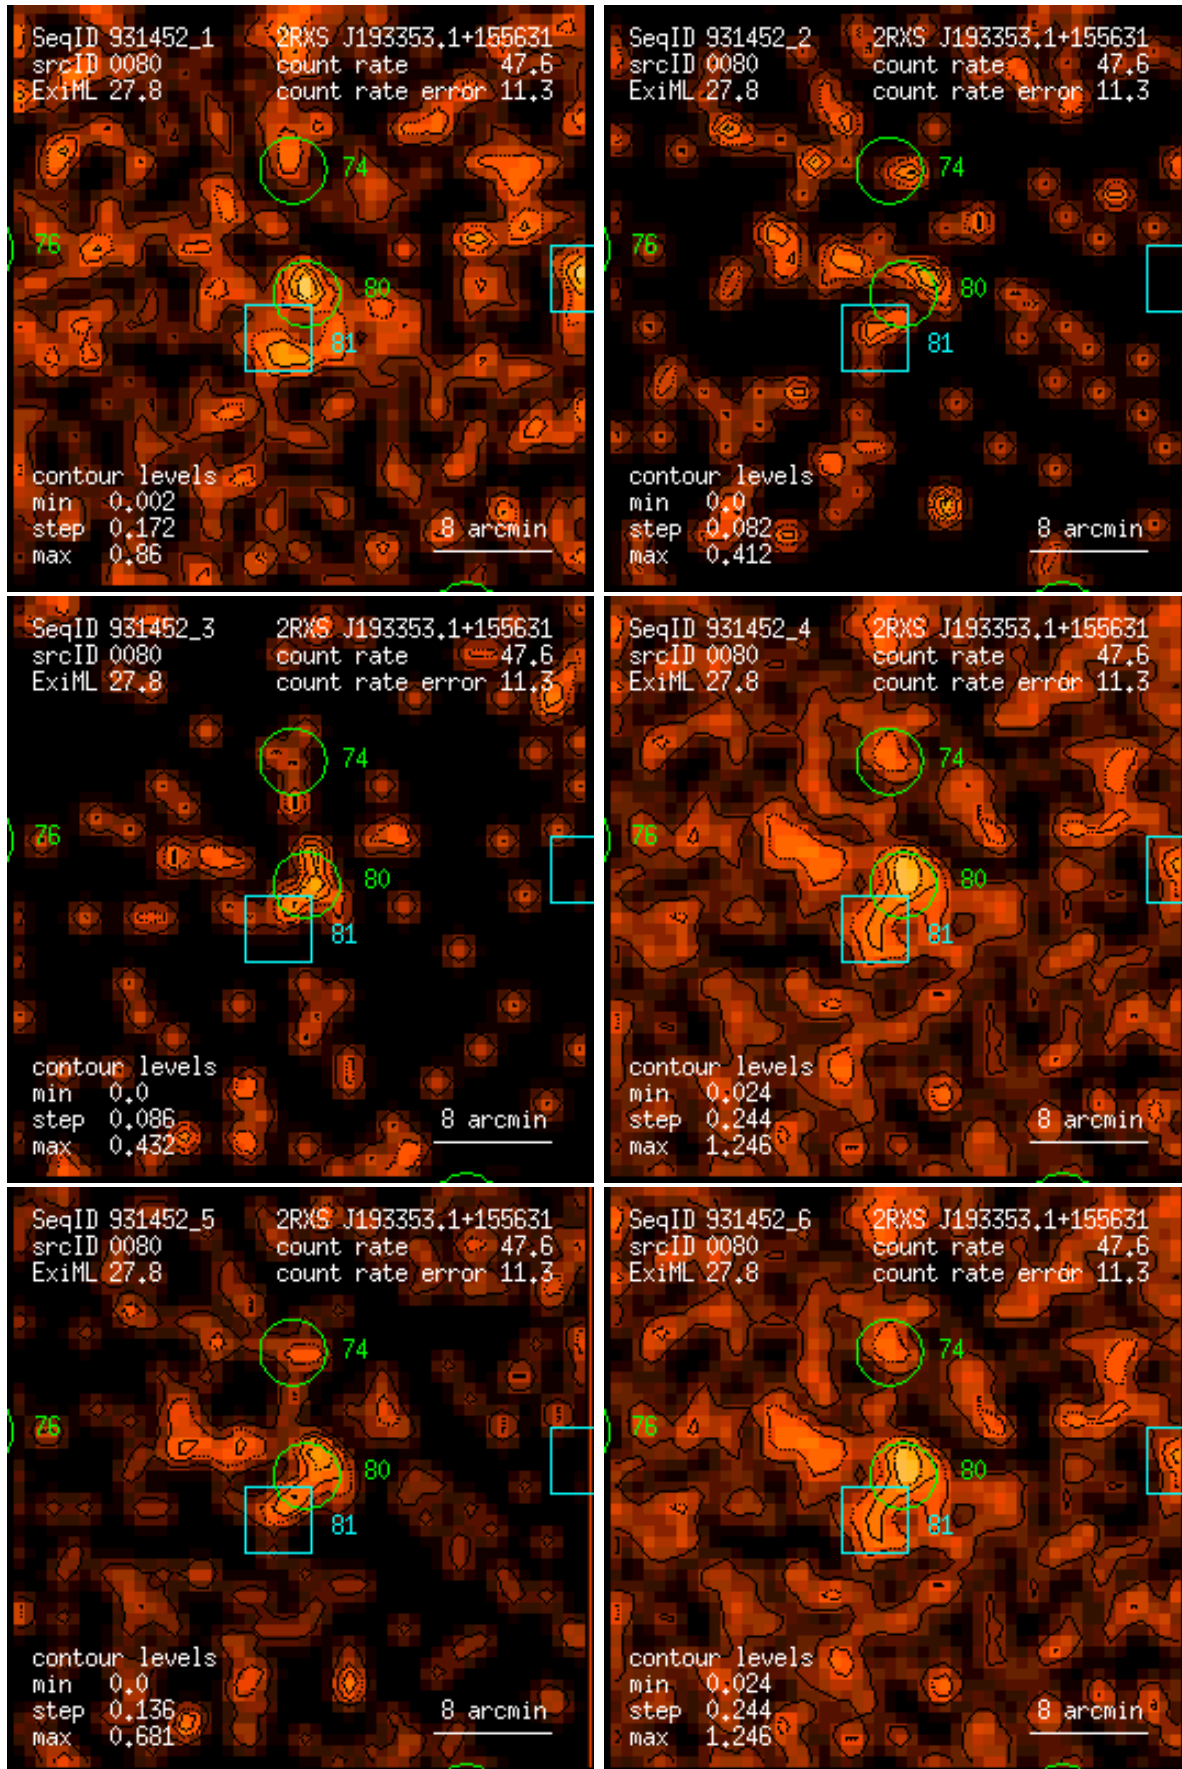 SeqID 931452_1 2RXS J193353.1+155631
srcID 0080 count rate 47.6
ExiML 27.8 count rate error 11.3
74
76
80
81
contour levels
min 0.002
step 0.172 8 arcmin
max 0.86
SeqID 931452_2 2RXS J193353.1+155631
srcID 0080 count rate 47.6
ExiML 27.8 count rate error 11.3
74
76
80
81
contour levels
min 0.0
step 0.082 8 arcmin
max 0.412
SeqID 931452_3 2RXS J193353.1+155631
srcID 0080 count rate 47.6
ExiML 27.8 count rate error 11.3
74
76
80
81
contour levels
min 0.0
step 0.086 8 arcmin
max 0.432
SeqID 931452_4 2RXS J193353.1+155631
srcID 0080 count rate 47.6
ExiML 27.8 count rate error 11.3
74
76
80
81
contour levels
min 0.024
step 0.244 8 arcmin
max 1.246
SeqID 931452_5 2RXS J193353.1+155631
srcID 0080 count rate 47.6
ExiML 27.8 count rate error 11.3
74
76
80
81
contour levels
min 0.0
step 0.136 8 arcmin
max 0.681
SeqID 931452_6 2RXS J193353.1+155631
srcID 0080 count rate 47.6
ExiML 27.8 count rate error 11.3
74
76
80
81
contour levels
min 0.024
step 0.244 8 arcmin
max 1.246